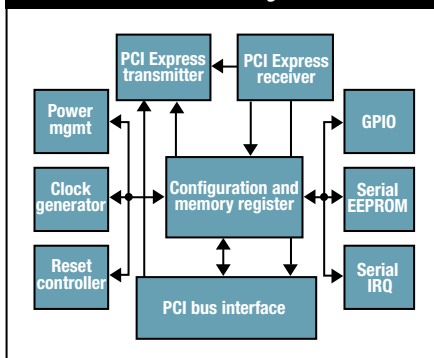 PCI Express
transmitter
PCI Express
receiver
Power
mgmt
GPIO
Clock
generator
Configuration and
memory register
Serial
EEPROM
Reset
controller
Serial
IRQ
PCI bus interface